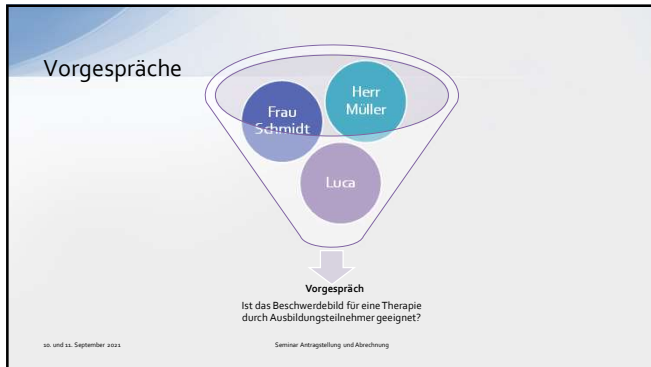 Vorgespräche
Frau
Schmidt
Herr
Müller
Luca
Vorgespräch
Ist das Beschwerdebild für eine Therapie
durch Ausbildungsteilnehmer geeignet?
10. und 11. September 2021
Seminar Antragstellung und Abrechnung